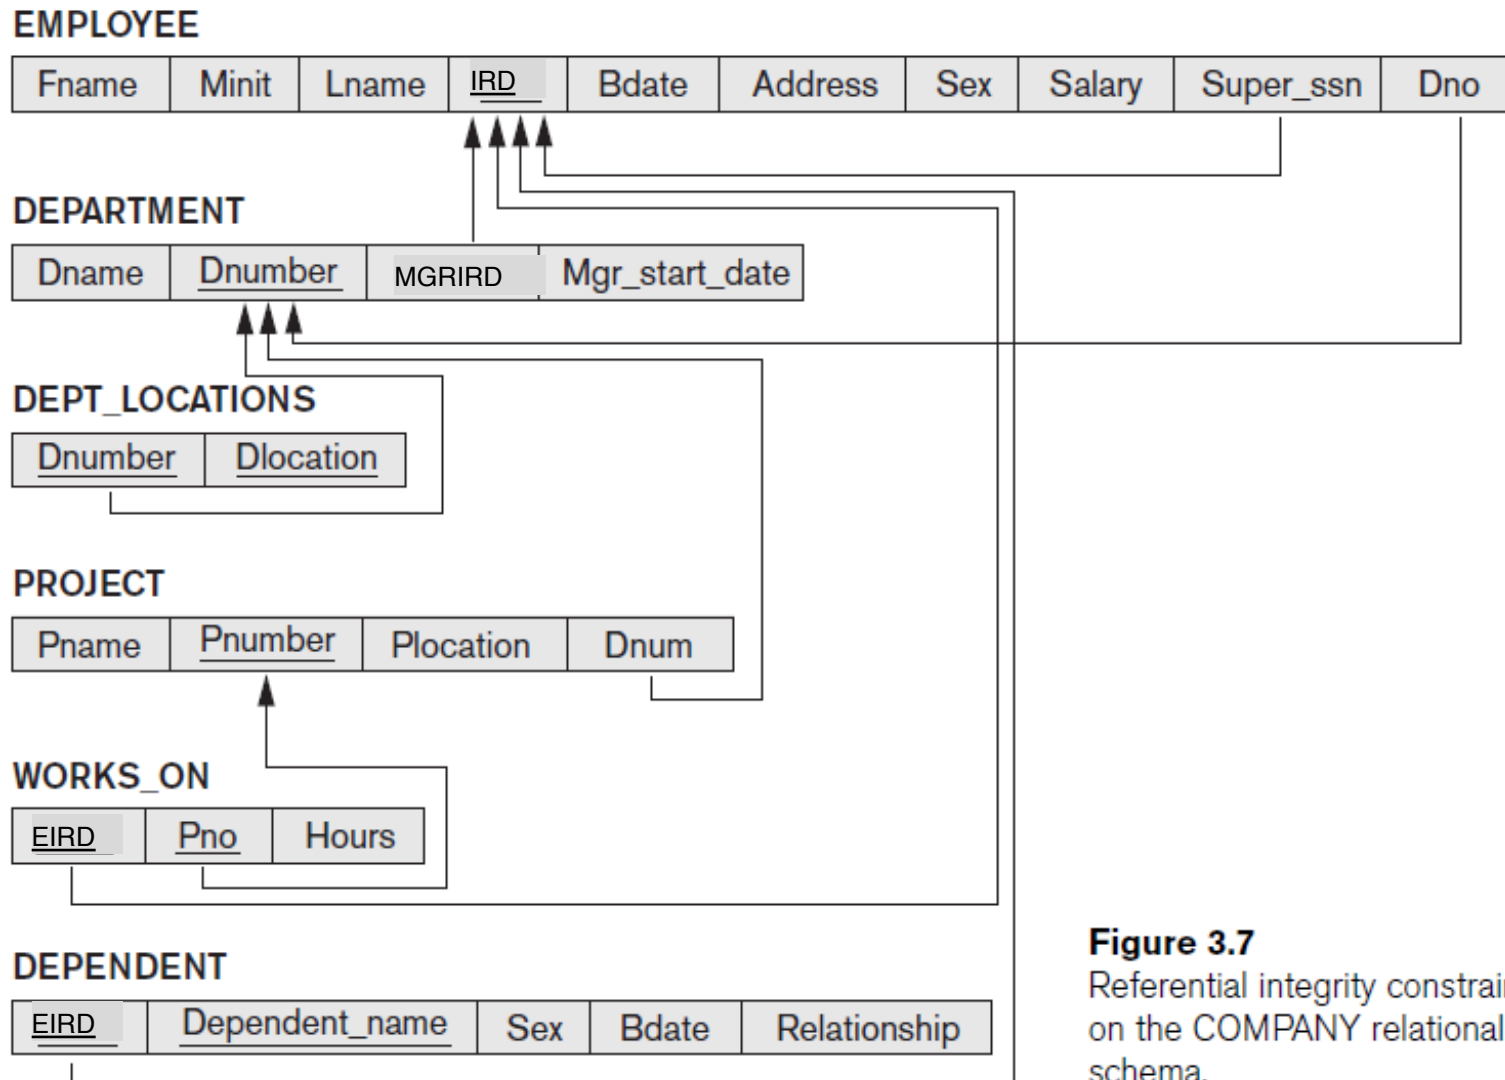 EMPLOYEE
Fname Minit Lname IRD Bdate Address Sex Salary Super_ssn Dno
DEPARTMENT
Dname Dnumber MGRIRD Mgr_start_date
DEPT_LOCATIONS
Dnumber Dlocation
PROJECT
Pname Pnumber Plocation Dnum
WORKS_ON
EIRD Pno Hours
DEPENDENT
EIRD Dependent_name Sex Bdate Relationship
Figure 3.7
Referential integrity constrain
on the COMPANY relational
schema.